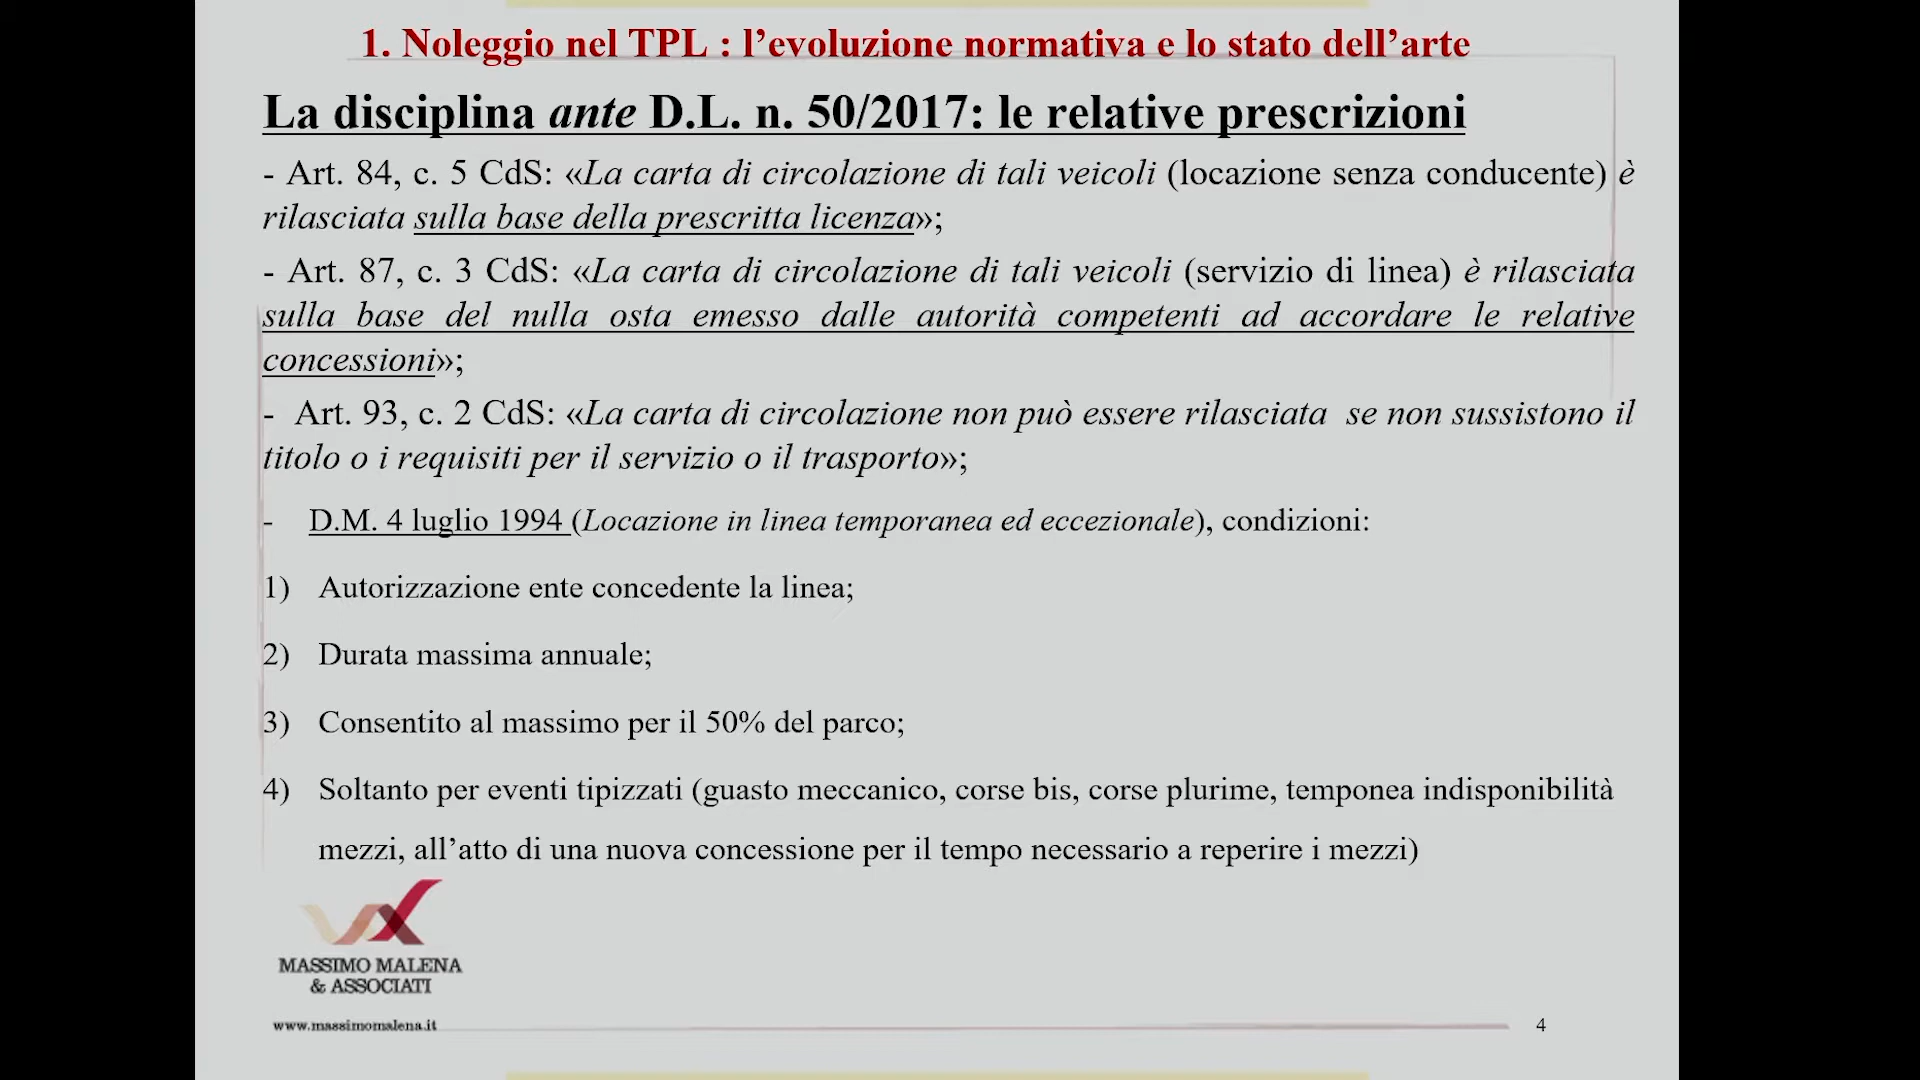 1. Noleggio nel TPL : l’evoluzione normativa e lo stato dell’arte
La disciplina ante D.L. n. 50/2017: le relative prescrizioni
- Art. 84, c. 5 CdS: «La carta di circolazione di tali veicoli (locazione senza conducente) è
rilasciata sulla base della prescritta licenza»;
- Art. 87, c. 3 CdS: «La carta di circolazione di tali veicoli (servizio di linea) è rilasciata
sulla base del nulla osta emesso dalle autorità competenti ad accordare le relative
concessioni»;
- Art. 93, c. 2 CdS: «La carta di circolazione non può essere rilasciata se non sussistono il
titolo o i requisiti per il servizio o il trasporto»;
- D.M. 4 luglio 1994 (Locazione in linea temporanea ed eccezionale), condizioni:
1) Autorizzazione ente concedente la linea;
2) Durata massima annuale;
3) Consentito al massimo per il 50% del parco;
4) Soltanto per eventi tipizzati (guasto meccanico, corse bis, corse plurime, temponea indisponibilità
mezzi, all’atto di una nuova concessione per il tempo necessario a reperire i mezzi)
MASSIMO MALENA
& ASSOCIATI
www.massimomalena.it
4